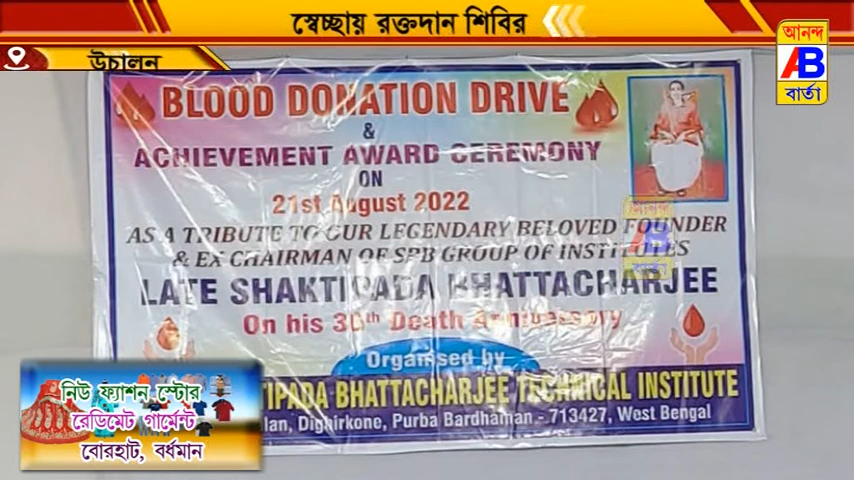 স্বেচ্ছায় রক্তদান শিবির
উচালন
আনন্দ
AB
বার্তা
BLOOD DONATION DRIVE
&
ACHIEVEMENT AWARD CEREMONY
ON
21st August 2022
AS A TRIBUTE TO OUR LEGENDARY BELOVED FOUNDER
& EX CHAIRMAN OF SPB GROUP OF INSTITUTES
LATE SHAKTIPADA BHATTACHARJEE
On his 30th Death Anniversary
Organised by
BHATTACHARJEE TECHNICAL INSTITUTE
Dighirkone, Purba Bardhaman - 713427, West Bengal
নিউ ফ্যাশন স্টোর
রেডিমেট গার্মেন্ট
বোরহাট, বর্ধমান